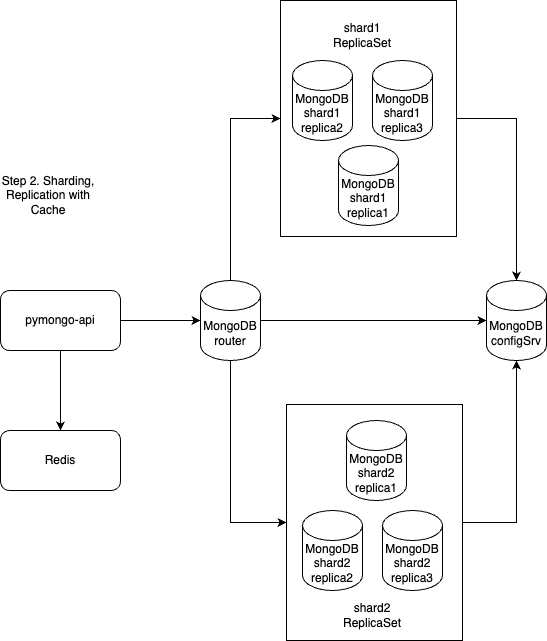 shard1
ReplicaSet
MongoDB
shard1
replica2
MongoDB
shard1
replica3
MongoDB
shard1
replica1
Step 2. Sharding,
Replication with
Cache
pymongo-api
MongoDB
router
MongoDB
configSrv
Redis
MongoDB
shard2
replica1
MongoDB
shard2
replica2
MongoDB
shard2
replica3
shard2
ReplicaSet